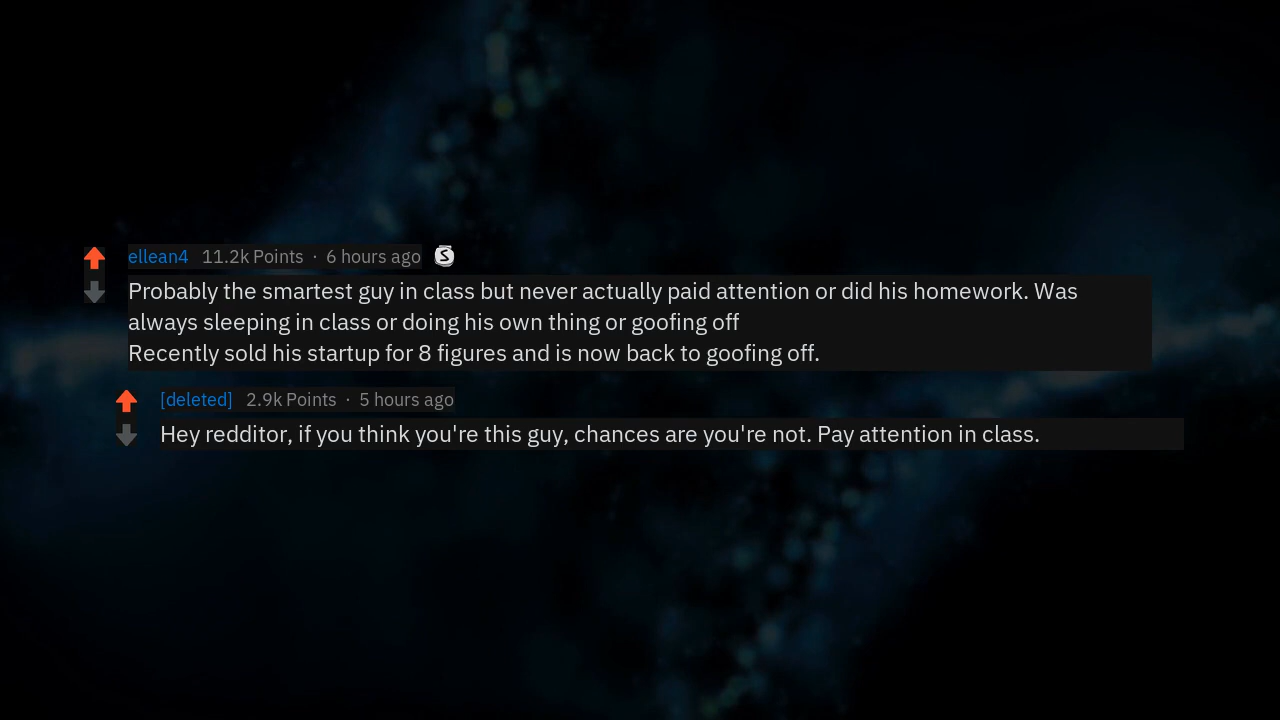 ellean4 11.2k Points · 6 hours ago S
Probably the smartest guy in class but never actually paid attention or did his homework. Was
always sleeping in class or doing his own thing or goofing off
Recently sold his startup for 8 figures and is now back to goofing off.
[deleted] 2.9k Points · 5 hours ago
Hey redditor, if you think you're this guy, chances are you're not. Pay attention in class.